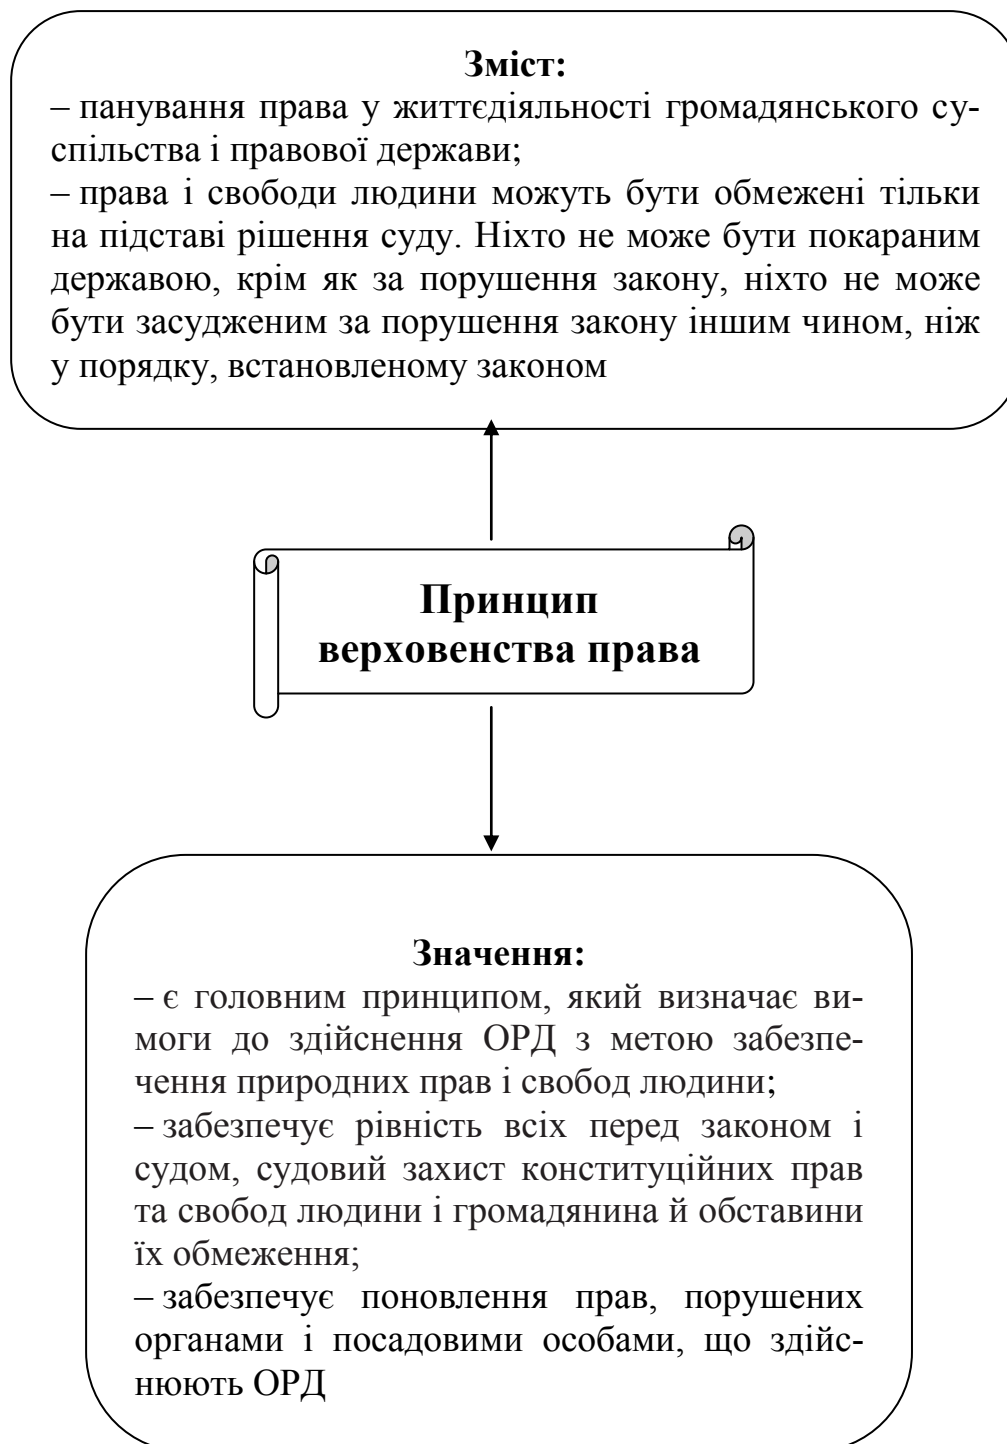 Зміст:
– панування права у життєдіяльності громадянського су-
спільства і правової держави;
– права і свободи людини можуть бути обмежені тільки
на підставі рішення суду. Ніхто не може бути покараним
державою, крім як за порушення закону, ніхто не може
бути засудженим за порушення закону іншим чином, ніж
у порядку, встановленому законом
Принцип
верховенства права
Значення:
– є головним принципом, який визначає ви-
моги до здійснення ОРД з метою забезпе-
чення природних прав і свобод людини;
– забезпечує рівність всіх перед законом і
судом, судовий захист конституційних прав
та свобод людини і громадянина й обставини
їх обмеження;
– забезпечує поновлення прав, порушених
органами і посадовими особами, що здійс-
нюють ОРД